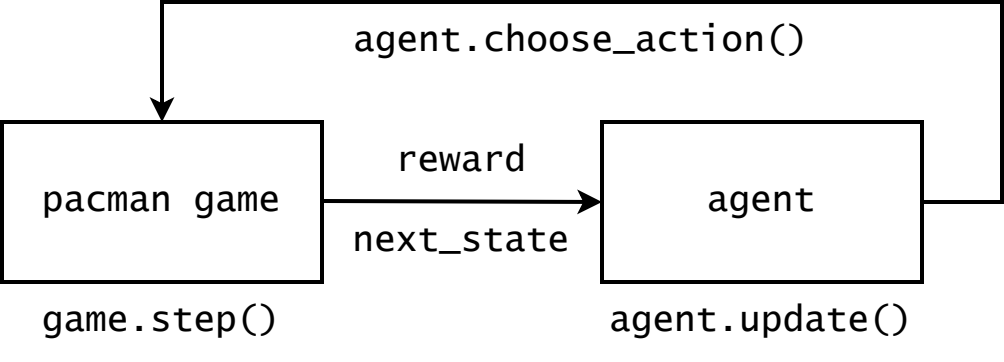 agent.choose_action()
reward
pacman game
agent
next_state
game.step()
agent.update()